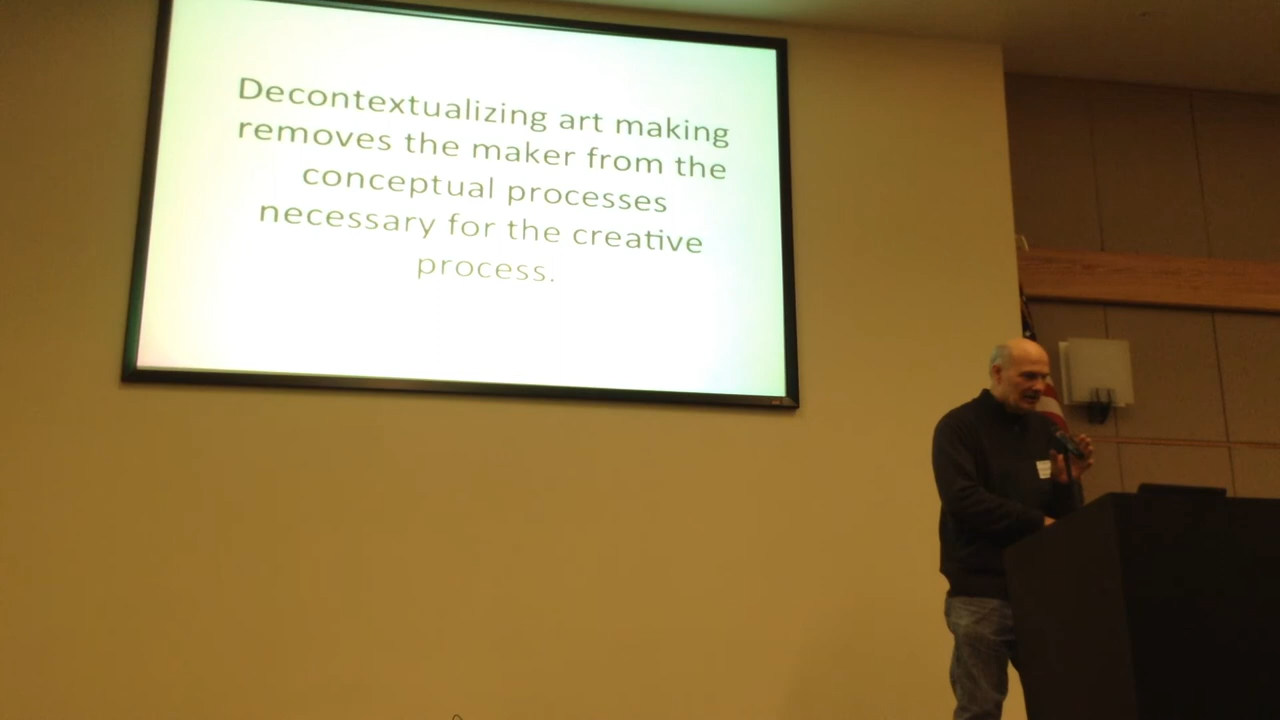 Decontextualizing art making
removes the maker from the
conceptual processes
necessary for the creative
process.